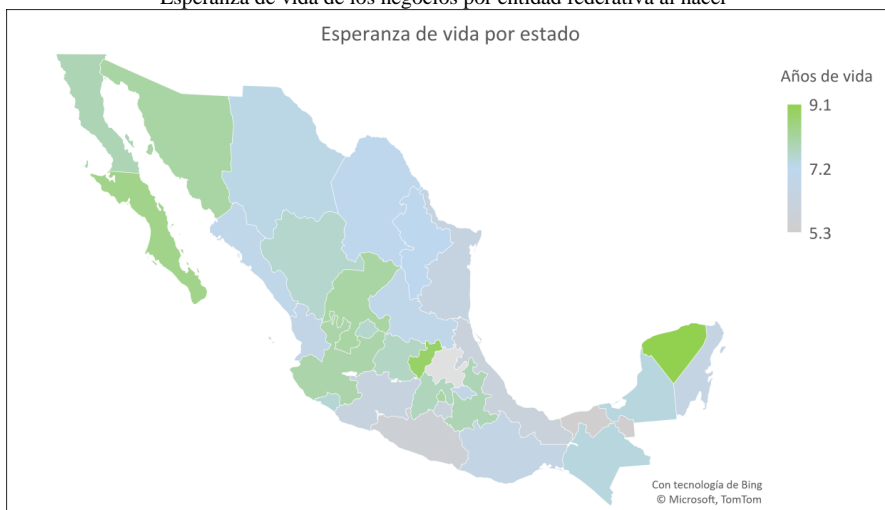 Esperanza de vida de los negocios por entidad federativa al nacer
Esperanza de vida por estado
Años de vida
9.1
7.2
5.3
Con tecnología de Bing
© Microsoft, TomTom